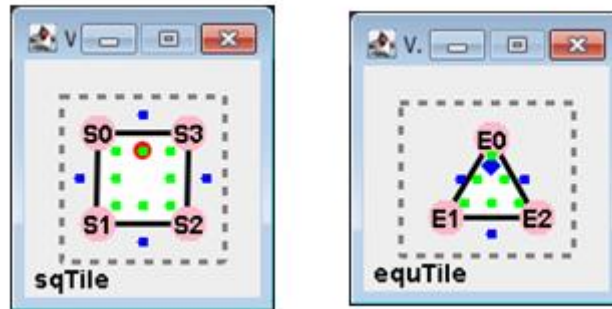 V
S0 S3
S1 S2
sqTile
V.
E0
E1 E2
equTile